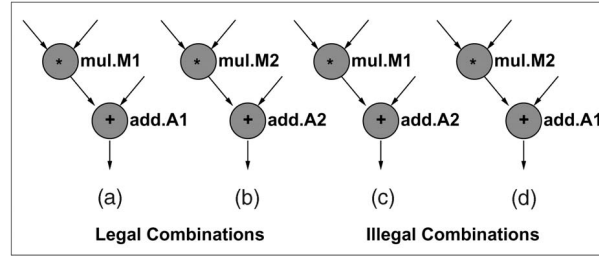 * mul.M1 * mul.M2 * mul.M1 * mul.M2
+ add.A1 + add.A2 + add.A2 + add.A1
(a) (b) (c) (d)
Legal Combinations Illegal Combinations